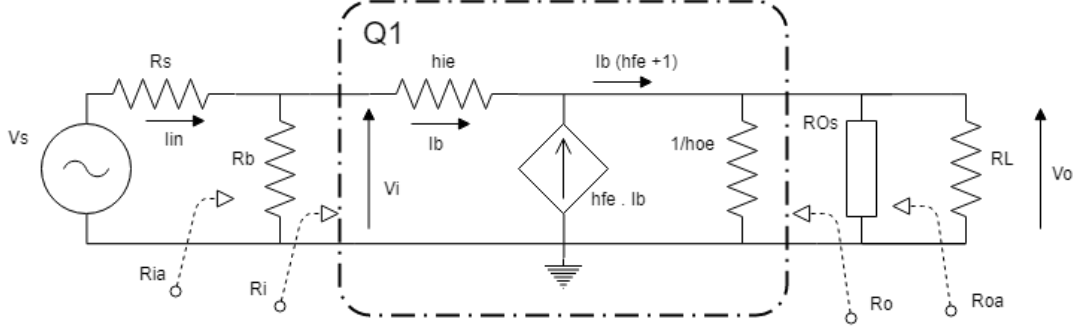 Q1
Rs
hie
Ib (hfe +1)
Vs
Iin
Ib
ROs
Rb
Vi
1/hoe
RL
Vo
hfe . Ib
Ria
Ri
Ro
Roa